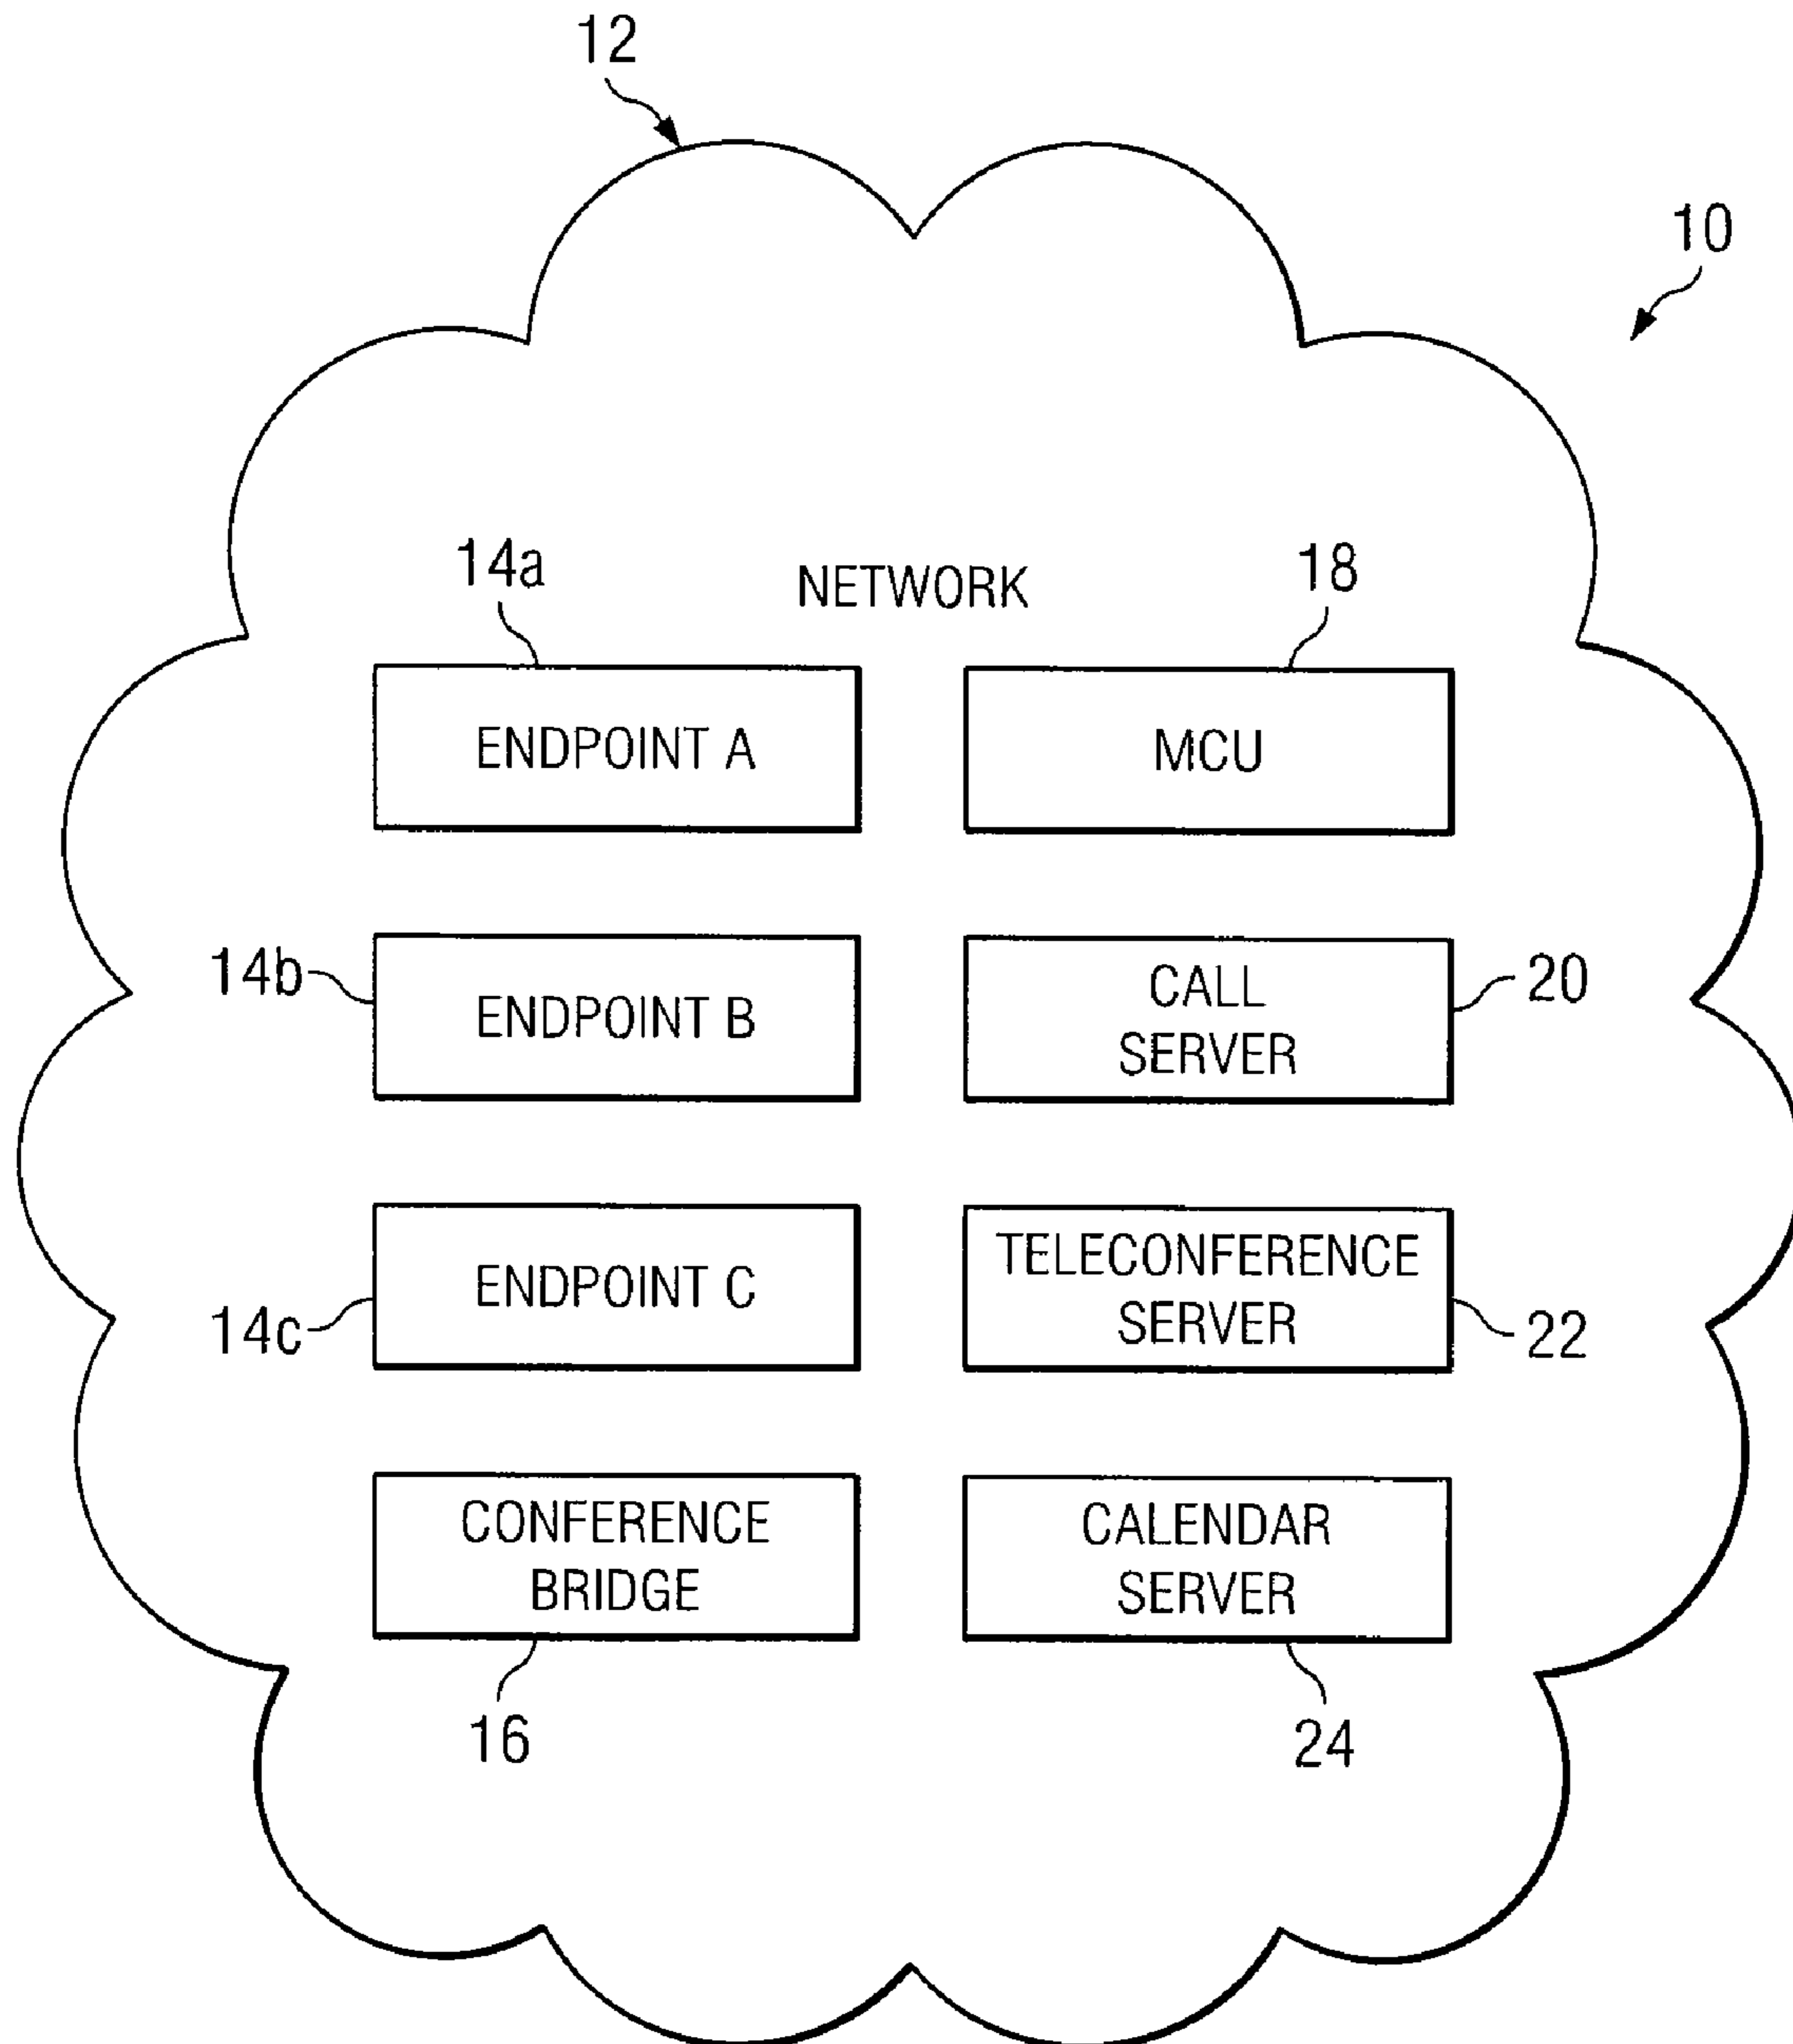 12
10
14a
NETWORK
18
ENDPOINT A
MCU
14b
ENDPOINT B
CALL
SERVER
20
14c
ENDPOINT C
TELECONFERENCE
SERVER
22
CONFERENCE
BRIDGE
CALENDAR
SERVER
16
24